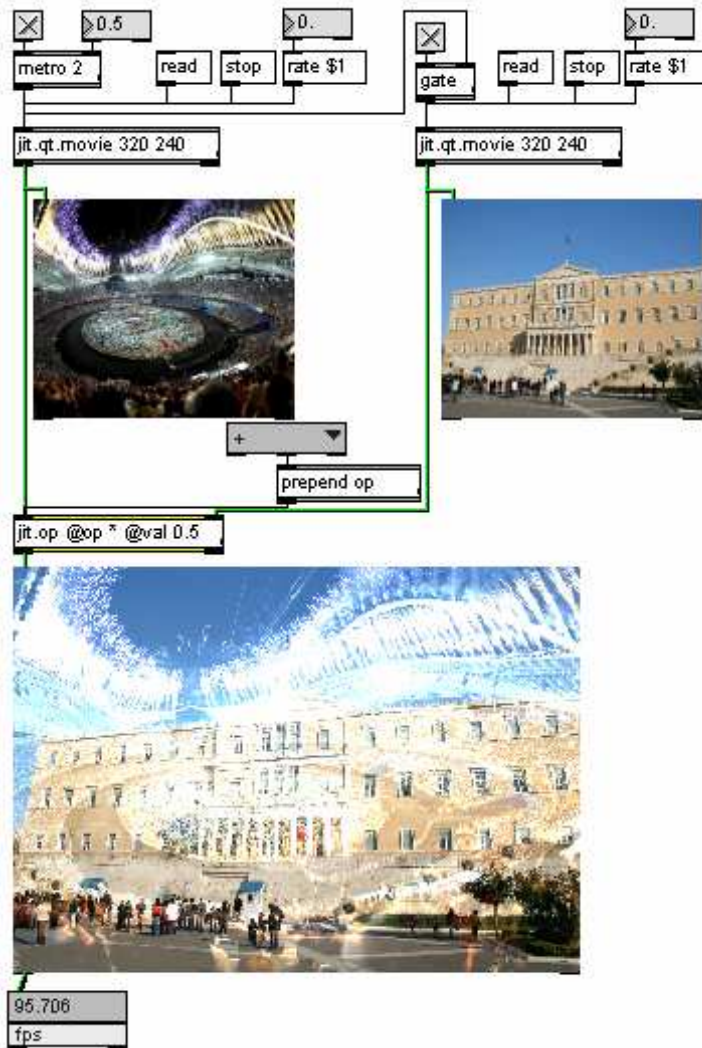 0.5
0.
0.
metro 2
read
stop
rate $1
gate
read
stop
rate $1
jit.qt.movie 320 240
jit.qt.movie 320 240
+
prepend op
jit.op @op * @val 0.5
95.706
fps